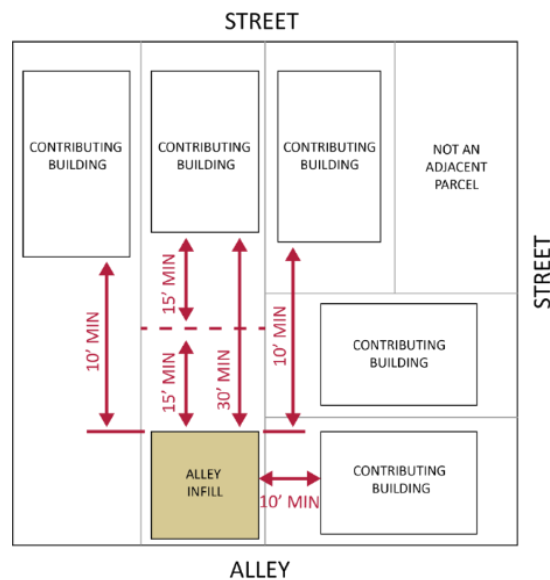 STREET
CONTRIBUTING
BUILDING
CONTRIBUTING
BUILDING
CONTRIBUTING
BUILDING
NOT AN
ADJACENT
PARCEL
STREET
10' MIN
15' MIN
15' MIN
30' MIN
10' MIN
CONTRIBUTING
BUILDING
ALLEY
INFILL
10' MIN
CONTRIBUTING
BUILDING
ALLEY